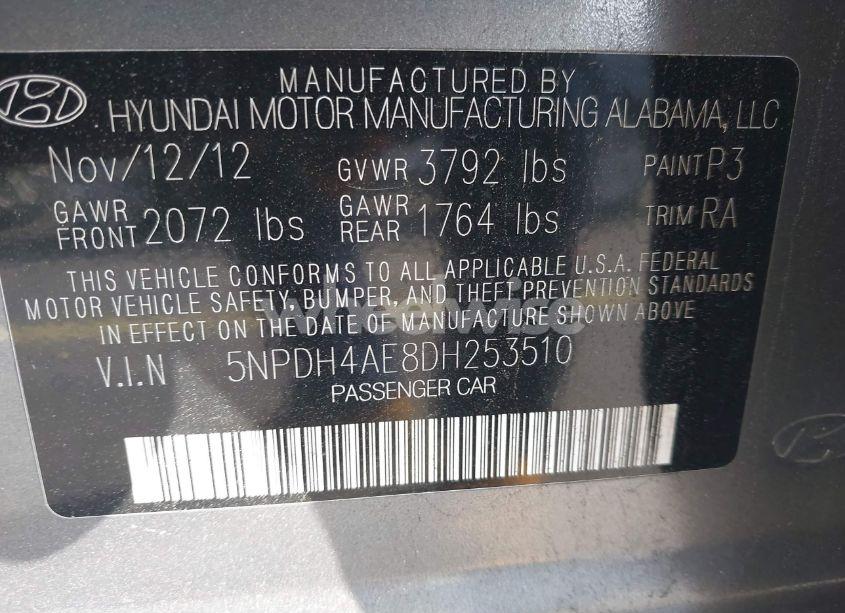 MANUFACTURED BY
HYUNDAI MOTOR MANUFACTURING ALABAMA, LLC
Nov/12/12 GVWR 3792 lbs PAINT P3
GAWR FRONT 2072 lbs GAWR REAR 1764 lbs TRIM RA
THIS VEHICLE CONFORMS TO ALL APPLICABLE U.S.A. FEDERAL
MOTOR VEHICLE SAFETY, BUMPER, AND THEFT PREVENTION STANDARDS
IN EFFECT ON THE DATE OF MANUFACTURE SHOWN ABOVE
V.I.N 5NPDH4AE8DH253510
PASSENGER CAR
wheelwise